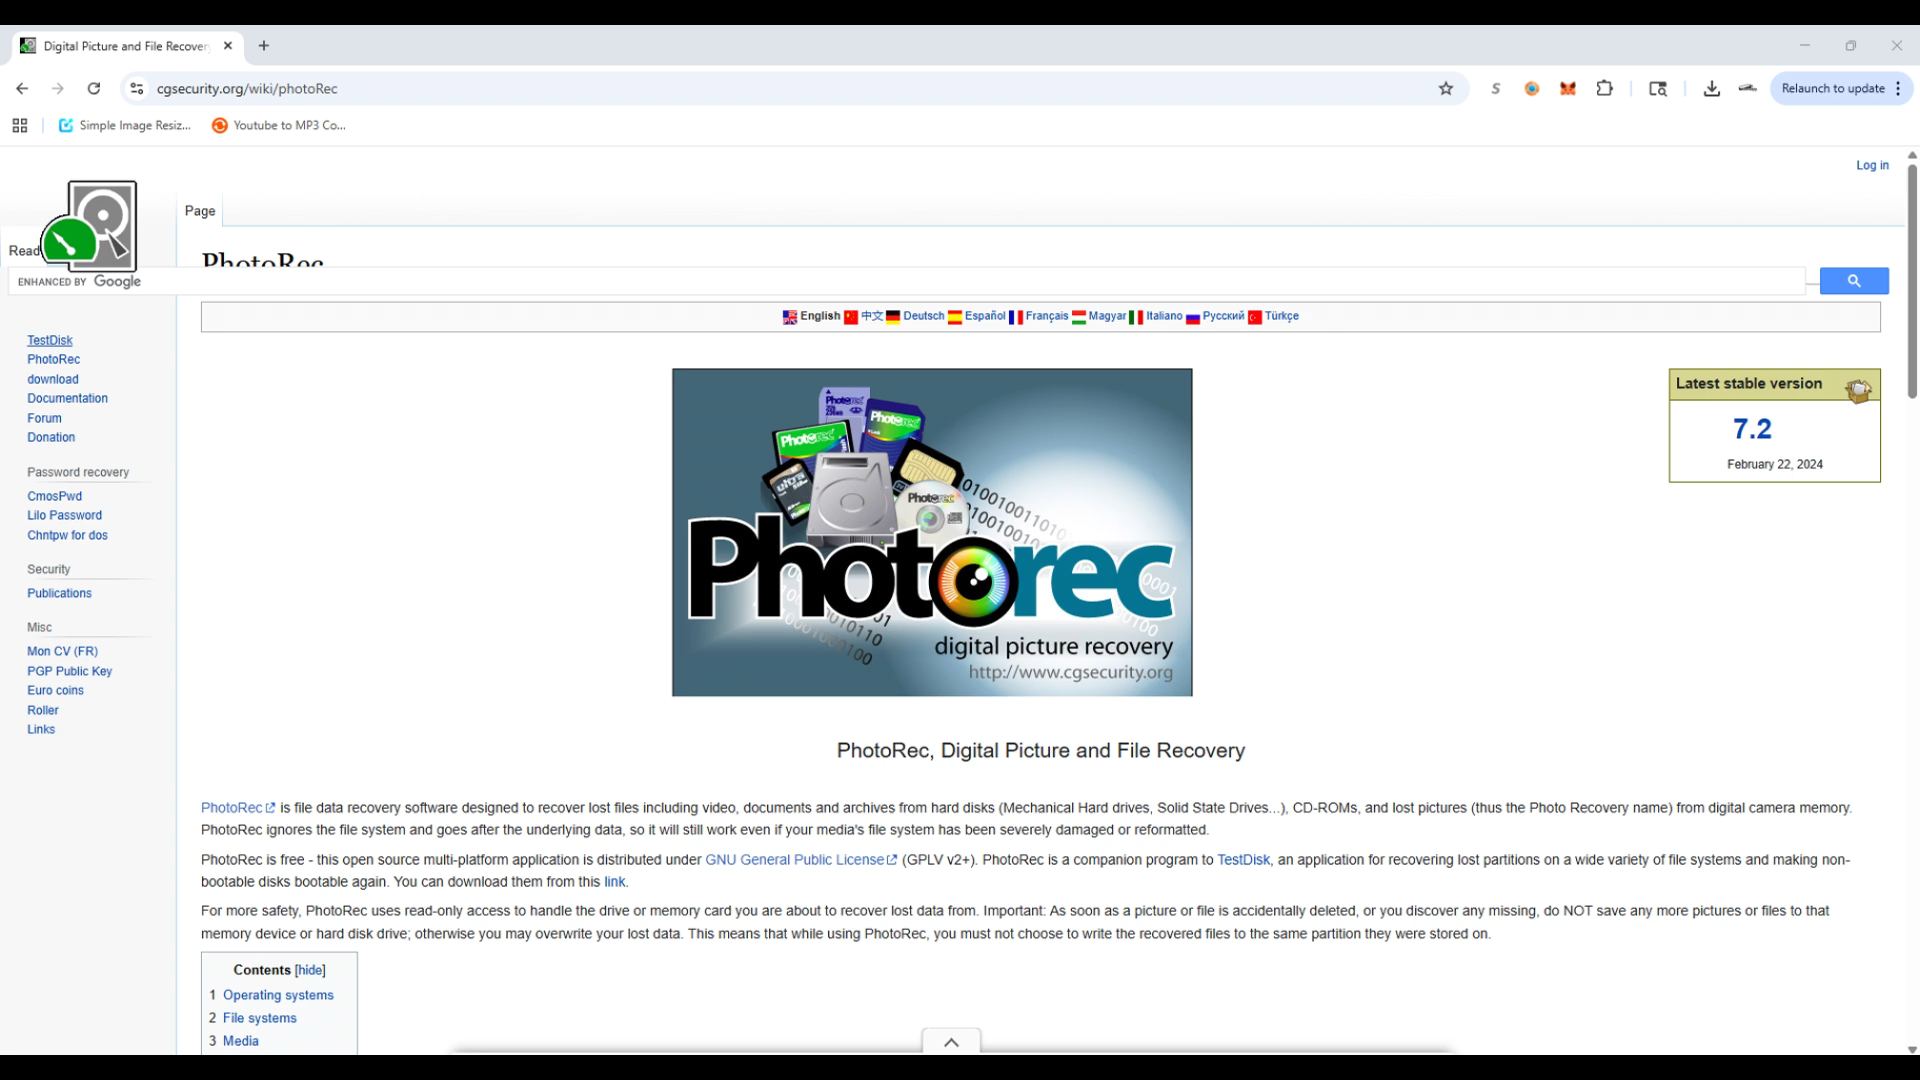 Digital Picture and File Recover
cgsecurity.org/wiki/photoRec
Relaunch to update
Simple Image Resiz...
Youtube to MP3 Co...
Log in
Page
Read
PhotoRec
ENHANCED BY Google
English 中文 Deutsch Español Français Magyar Italiano Русский Türkçe
TestDisk
PhotoRec
download
Documentation
Forum
Donation
Password recovery
CmosPwd
Lilo Password
Chntpw for dos
Security
Publications
Misc
Mon CV (FR)
PGP Public Key
Euro coins
Roller
Links
Photorec
digital picture recovery
http://www.cgsecurity.org
Latest stable version
7.2
February 22, 2024
PhotoRec, Digital Picture and File Recovery
PhotoRec is file data recovery software designed to recover lost files including video, documents and archives from hard disks (Mechanical Hard drives, Solid State Drives...), CD-ROMs, and lost pictures (thus the Photo Recovery name) from digital camera memory.
PhotoRec ignores the file system and goes after the underlying data, so it will still work even if your media's file system has been severely damaged or reformatted.
PhotoRec is free - this open source multi-platform application is distributed under GNU General Public License (GPLV v2+). PhotoRec is a companion program to TestDisk, an application for recovering lost partitions on a wide variety of file systems and making non-
bootable disks bootable again. You can download them from this link.
For more safety, PhotoRec uses read-only access to handle the drive or memory card you are about to recover lost data from. Important: As soon as a picture or file is accidentally deleted, or you discover any missing, do NOT save any more pictures or files to that
memory device or hard disk drive; otherwise you may overwrite your lost data. This means that while using PhotoRec, you must not choose to write the recovered files to the same partition they were stored on.
Contents [hide]
1 Operating systems
2 File systems
3 Media